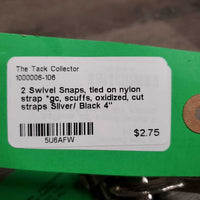 The Tack Collector
1000006-106
2 Swivel Snaps, tied on nylon
strap *gc, scuffs, oxidized, cut
straps Silver/ Black 4"
$2.75
5U6AFW